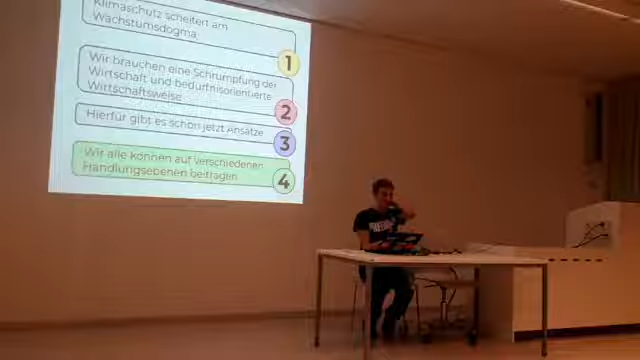 Klimaschutz scheitert am
Wachstumsdogma
1
Wir brauchen eine Schrumpfung der
Wirtschaft und bedürfnisorientierte
Wirtschaftsweise
2
Hierfür gibt es schon jetzt Ansätze
3
Wir alle können auf verschiedenen
Handlungsebenen beitragen
4